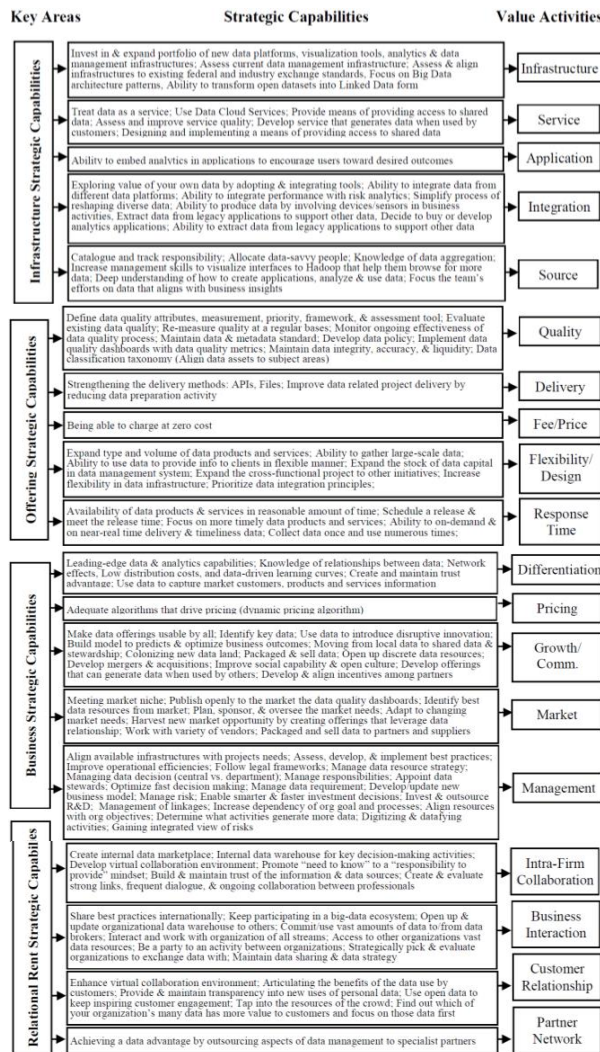 Key Areas Strategic Capabilities Value Activities
Infrastructure Strategic Capabilities
Invest in & expand portfolio of new data platforms, visualization tools, analytics & data
management infrastructures; Assess current data management infrastructure; Assess & align
infrastructures to existing federal and industry exchange standards, Focus on Big Data
architecture patterns, Ability to transform open datasets into Linked Data form
Infrastructure
Treat data as a service; Use Data Cloud Services; Provide means of providing access to shared
data; Assess and improve service quality; Develop service that generates data when used by
customers; Designing and implementing a means of providing access to shared data
Service
Ability to embed analytics in applications to encourage users toward desired outcomes
Application
Exploring value of your own data by adopting & integrating tools; Ability to integrate data from
different data platforms; Ability to integrate performance with risk analytics; Simplify process of
reshaping diverse data; Ability to produce data by involving devices/sensors in business
activities, Extract data from legacy applications to support other data, Decide to buy or develop
analytics applications; Ability to extract data from legacy applications to support other data
Integration
Catalogue and track responsibility; Allocate data-savvy people; Knowledge of data aggregation;
Increase management skills to visualize interfaces to Hadoop that help them browse for more
data; Deep understanding of how to create applications, analyze & use data; Focus the team's
efforts on data that aligns with business insights
Source
Offering Strategic Capabilities
Define data quality attributes, measurement, priority, framework, & assessment tool; Evaluate
existing data quality; Re-measure quality at a regular bases; Monitor ongoing effectiveness of
data quality process; Maintain data & metadata standard; Develop data policy; Implement data
quality dashboards with data quality metrics; Maintain data integrity, accuracy, & liquidity; Data
classification taxonomy (Align data assets to subject areas)
Quality
Strengthening the delivery methods: APIs, Files; Improve data related project delivery by
reducing data preparation activity
Delivery
Being able to charge at zero cost
Fee/Price
Expand type and volume of data products and services; Ability to gather large-scale data;
Ability to use data to provide info to clients in flexible manner; Expand the stock of data capital
in data management system; Expand the cross-functional project to other initiatives; Increase
flexibility in data infrastructure; Prioritize data integration principles;
Flexibility/
Design
Availability of data products & services in reasonable amount of time; Schedule a release &
meet the release time; Focus on more timely data products and services; Ability to on-demand &
on near-real time delivery & timeliness data; Collect data once and use numerous times;
Response
Time
Business Strategic Capabilities
Leading-edge data & analytics capabilities; Knowledge of relationships between data; Network
effects, Low distribution costs, and data-driven learning curves; Create and maintain trust
advantage; Use data to capture market customers, products and services information
Differentiation
Adequate algorithms that drive pricing (dynamic pricing algorithm)
Pricing
Make data offerings usable by all; Identify key data; Use data to introduce disruptive innovation;
Build model to predicts & optimize business outcomes; Moving from local data to shared data &
stewardship; Colonizing new data land; Packaged & sell data; Open up discrete data resources;
Develop mergers & acquisitions; Improve social capability & open culture; Develop offerings
that can generate data when used by others; Develop & align incentives among partners
Growth/
Comm.
Meeting market niche; Publish openly to the market the data quality dashboards; Identify best
data resources from market; Plan, sponsor, & oversee the market needs; Adapt to changing
market needs; Harvest new market opportunity by creating offerings that leverage data
relationship; Work with variety of vendors; Packaged and sell data to partners and suppliers
Market
Align available infrastructures with projects needs; Assess, develop, & implement best practices;
Improve operational efficiencies; Follow legal frameworks; Manage data resource strategy;
Managing data decision (central vs. department); Manage responsibilities; Appoint data
stewards; Optimize fast decision making; Manage data requirement; Develop/update new
business model; Manage risk; Enable smarter & faster investment decisions; Invest & outsource
R&D; Management of linkages; Increase dependency of org goal and processes; Align resources
with org objectives; Determine what activities generate more data; Digitizing & datafying
activities; Gaining integrated view of risks
Management
Relational Rent Strategic Capabilies
Create internal data marketplace; Internal data warehouse for key decision-making activities;
Develop virtual collaboration environment; Promote "need to know" to a "responsibility to
provide" mindset; Build & maintain trust of the information & data sources; Create & evaluate
strong links, frequent dialogue, & ongoing collaboration between professionals
Intra-Firm
Collaboration
Share best practices internationally; Keep participating in a big-data ecosystem; Open up &
update organizational data warehouse to others; Commit/use vast amounts of data to/from data
brokers; Interact and work with organization of all streams; Access to other organizations vast
data resources; Be a party to an activity between organizations; Strategically pick & evaluate
organizations to exchange data with; Maintain data sharing & data strategy
Business
Interaction
Enhance virtual collaboration environment; Articulating the benefits of the data use by
customers; Provide & maintain transparency into new uses of personal data; Use open data to
keep inspiring customer engagement; Tap into the resources of the crowd; Find out which of
your organization's many data has more value to customers and focus on those data first
Customer
Relationship
Achieving a data advantage by outsourcing aspects of data management to specialist partners
Partner
Network